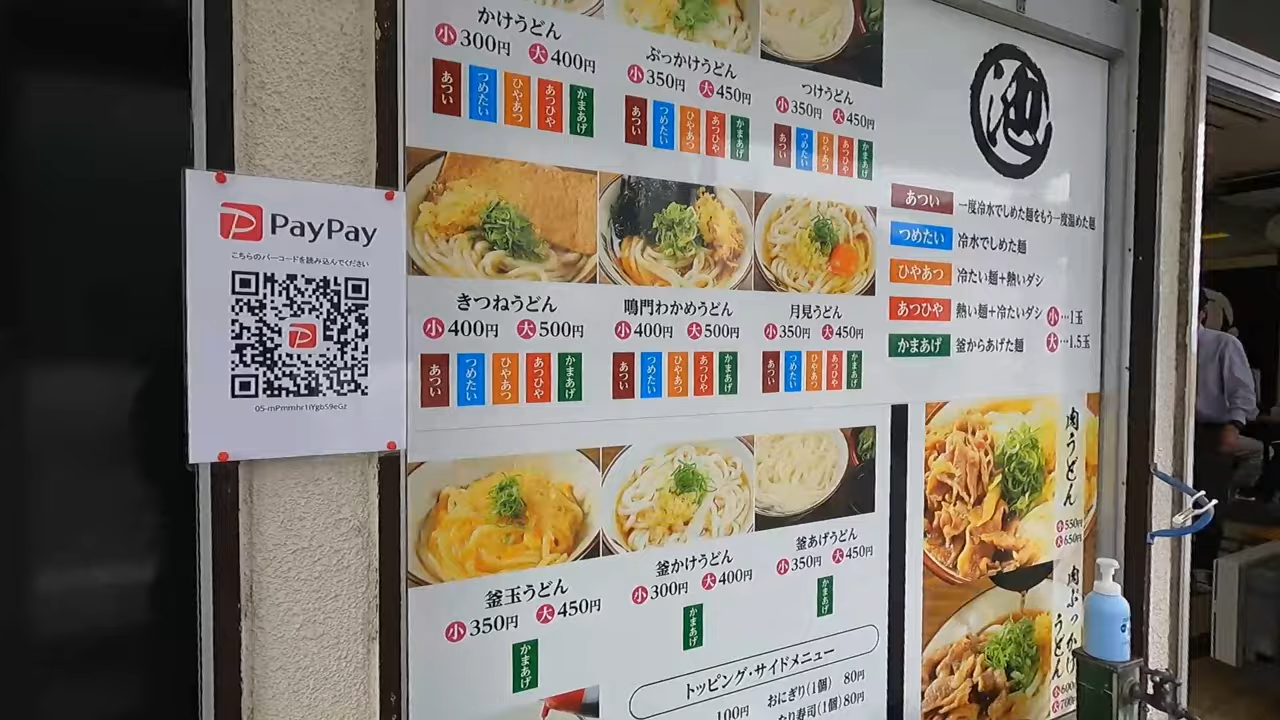 PayPay
こちらのバーコードを読み込んでください
かけうどん
小 300円 大 400円
あつい つめたい ひやあつ あつひや かまあげ
ぶっかけうどん
小 350円 大 450円
あつい つめたい ひやあつ あつひや かまあげ
つけうどん
小 350円 大 450円
あつい つめたい ひやあつ あつひや かまあげ
池
きつねうどん
小 400円 大 500円
あつい つめたい ひやあつ あつひや かまあげ
鳴門わかめうどん
小 400円 大 500円
あつい つめたい ひやあつ あつひや かまあげ
月見うどん
小 350円 大 450円
あつい つめたい ひやあつ あつひや かまあげ
あつい 一度冷水でしめた麺をもう一度温めた麺
つめたい 冷水でしめた麺
ひやあつ 冷たい麺+熱いダシ
あつひや 熱い麺+冷たいダシ
かまあげ 釜からあげた麺
小…1玉
大…1.5玉
釜玉うどん
小 350円 大 450円
かまあげ
釜かけうどん
小 300円 大 400円
かまあげ
釜あげうどん
小 350円 大 450円
かまあげ
トッピング・サイドメニュー
100円
おにぎり(1個) 80円
り寿司(1個) 80円
肉うどん
小 550円
大 650円
肉ぶっかけうどん